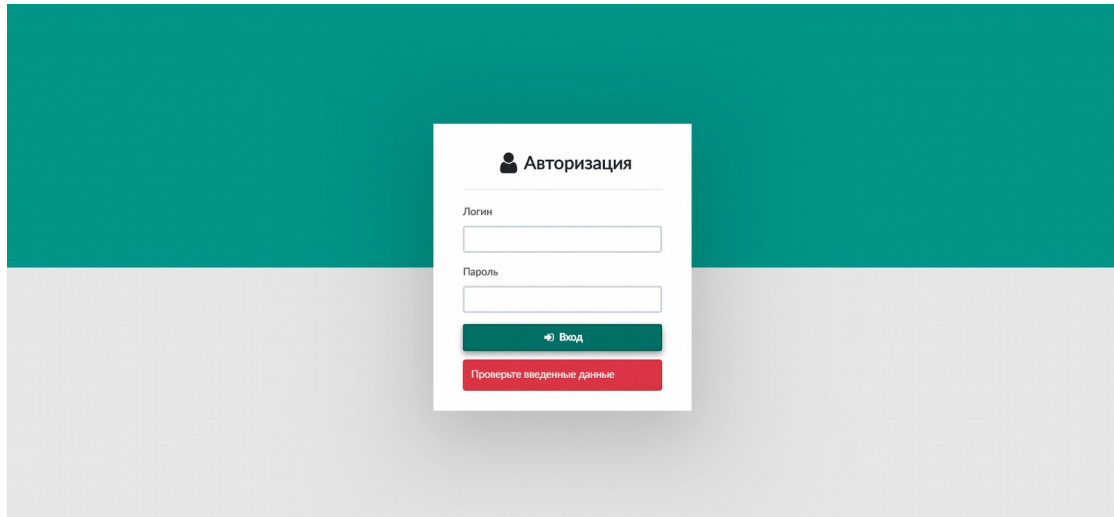 Авторизация
Логин
Пароль
Вход
Проверьте введенные данные